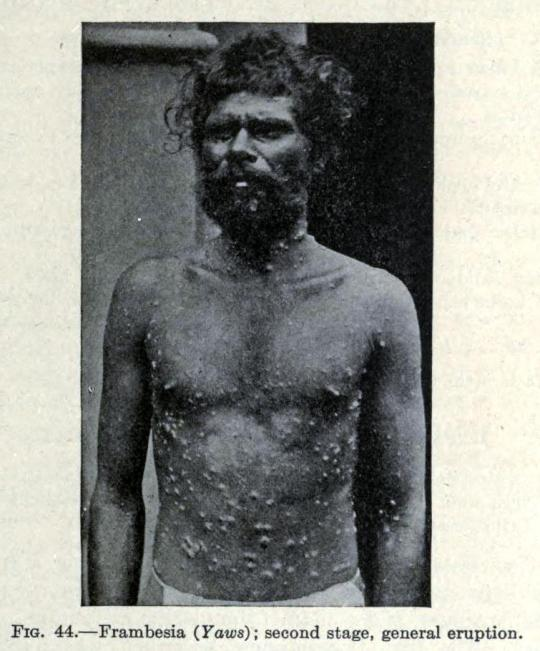 FIG. 44.—Frambesia (Yaws); second stage, general eruption.